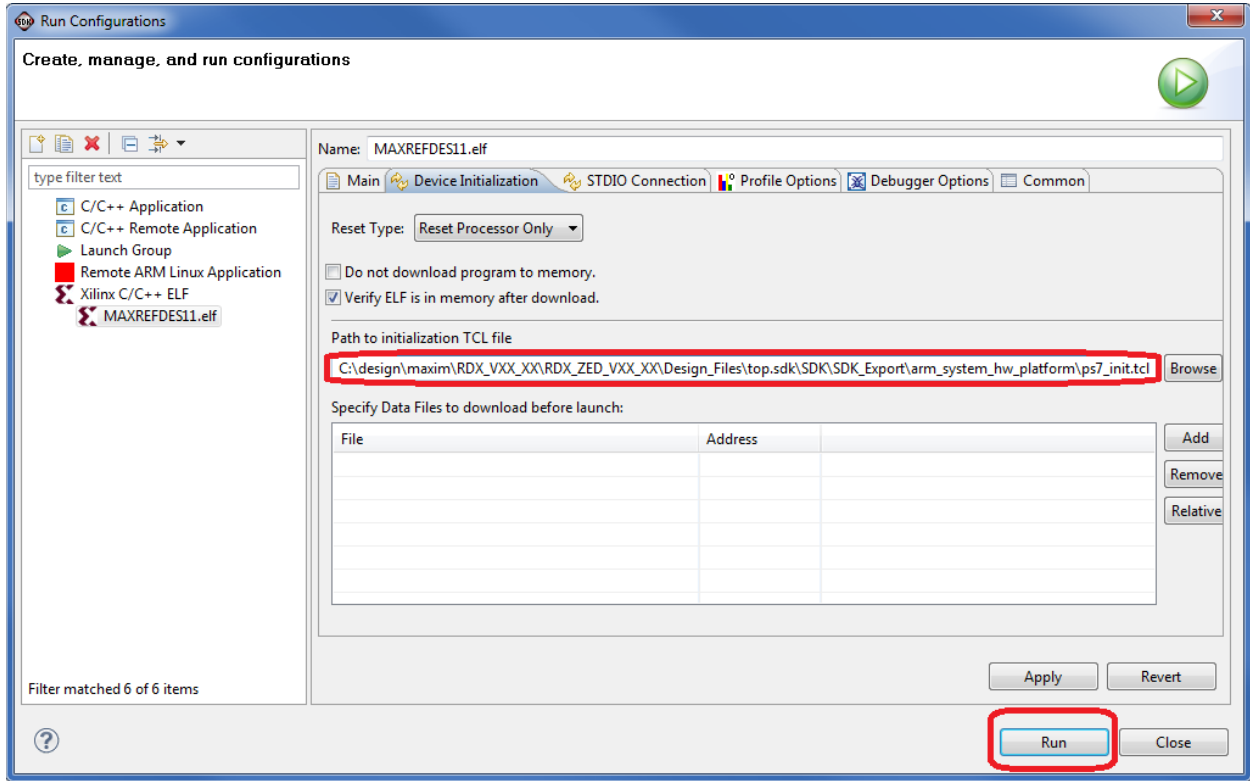 SDK Run Configurations
Create, manage, and run configurations
type filter text
C/C++ Application
C/C++ Remote Application
Launch Group
Remote ARM Linux Application
Xilinx C/C++ ELF
MAXREFDES11.elf
Filter matched 6 of 6 items
Name: MAXREFDES11.elf
Main Device Initialization STDIO Connection Profile Options Debugger Options Common
Reset Type: Reset Processor Only
Do not download program to memory.
Verify ELF is in memory after download.
Path to initialization TCL file
C:\design\maxim\RDX_VXX_XX\RDX_ZED_VXX_XX\Design_Files\top.sdk\SDK\SDK_Export\arm_system_hw_platform\ps7_init.tcl Browse
Specify Data Files to download before launch:
File Address
Add
Remove
Relative
Apply Revert
Run Close